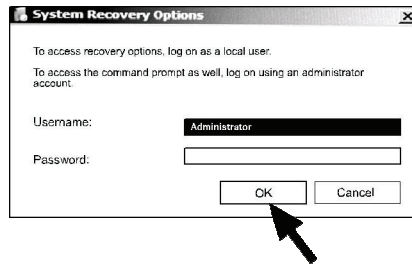 System Recovery Options
To access recovery options, log on as a local user.
To access the command prompt as well, log on using an administrator
account.
Username:
Administrator
Password:
OK
Cancel